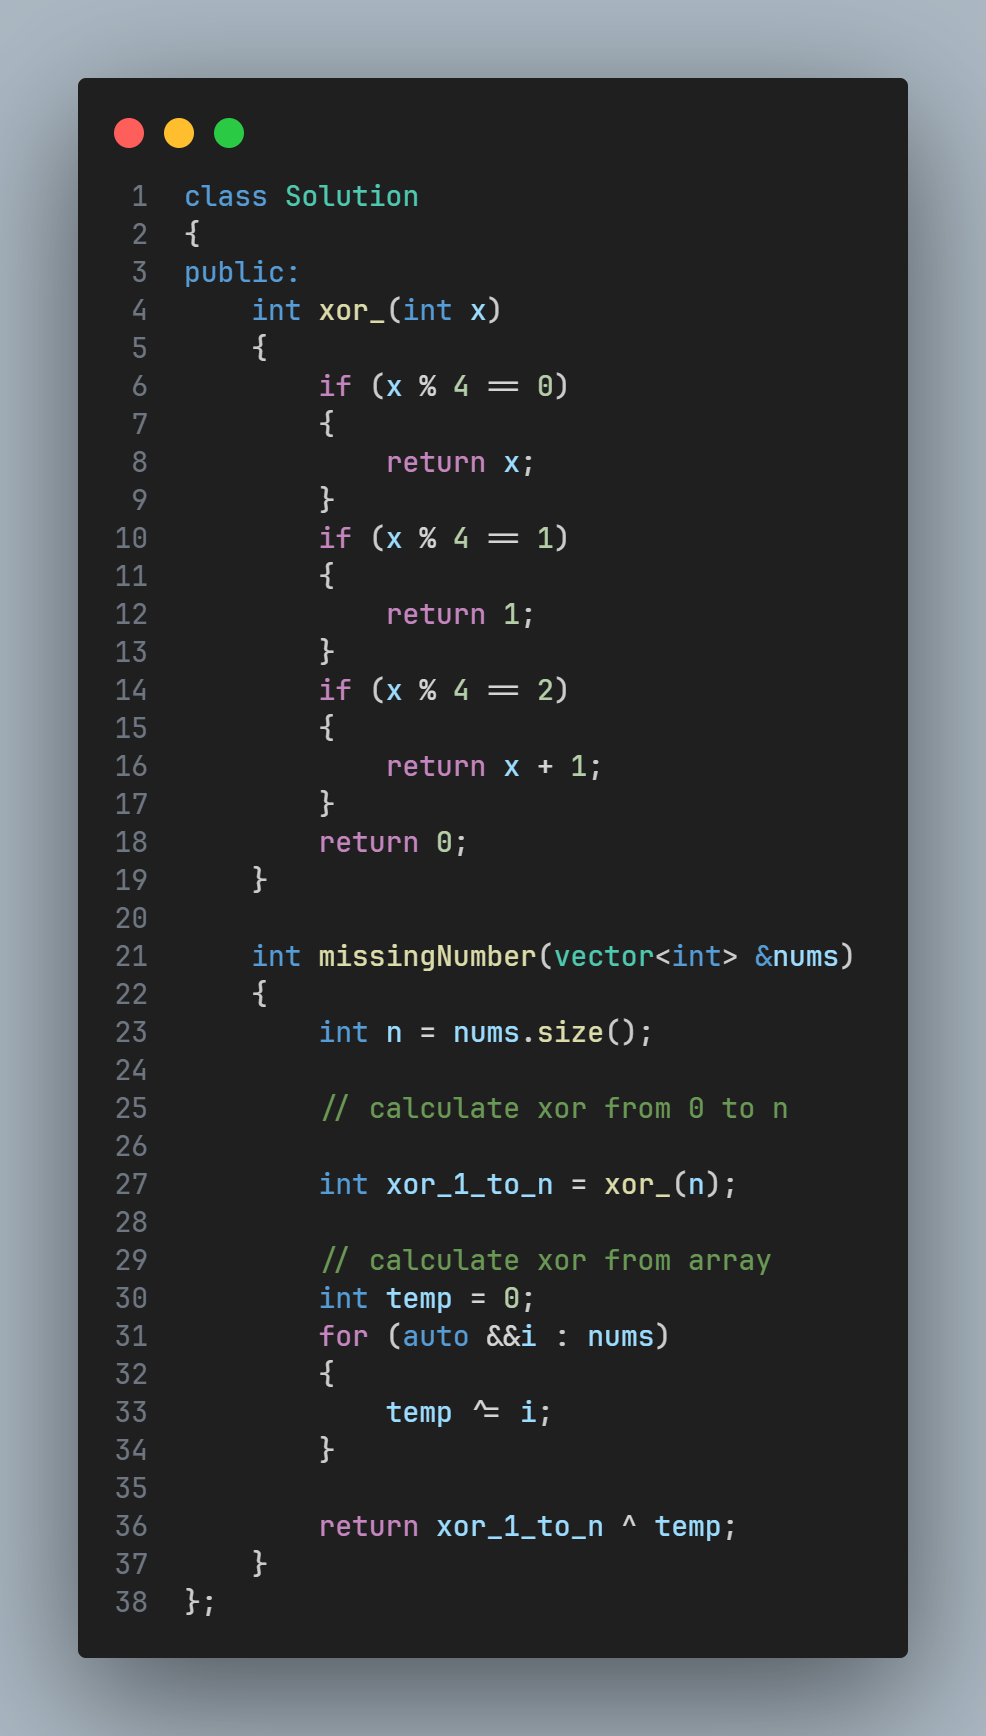 1 class Solution
2 {
3 public:
4     int xor_(int x)
5     {
6         if (x % 4 == 0)
7         {
8             return x;
9         }
10         if (x % 4 == 1)
11         {
12             return 1;
13         }
14         if (x % 4 == 2)
15         {
16             return x + 1;
17         }
18         return 0;
19     }
20
21     int missingNumber(vector<int> &nums)
22     {
23         int n = nums.size();
24
25         // calculate xor from 0 to n
26
27         int xor_1_to_n = xor_(n);
28
29         // calculate xor from array
30         int temp = 0;
31         for (auto &&i : nums)
32         {
33             temp ^= i;
34         }
35
36         return xor_1_to_n ^ temp;
37     }
38 };